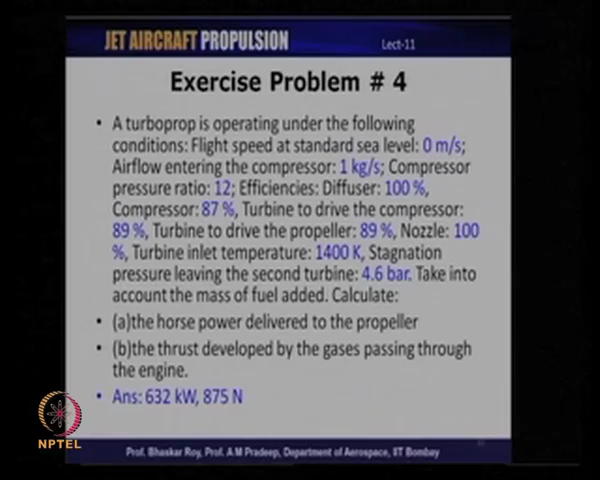 JET AIRCRAFT PROPULSION
Lect-11
Exercise Problem # 4
• A turboprop is operating under the following
conditions: Flight speed at standard sea level: 0 m/s;
Airflow entering the compressor: 1 kg/s; Compressor
pressure ratio: 12; Efficiencies: Diffuser: 100 %,
Compressor: 87 %, Turbine to drive the compressor:
89 %, Turbine to drive the propeller: 89 %, Nozzle: 100
%, Turbine inlet temperature: 1400 K, Stagnation
pressure leaving the second turbine: 4.6 bar. Take into
account the mass of fuel added. Calculate:
• (a)the horse power delivered to the propeller
• (b)the thrust developed by the gases passing through
the engine.
• Ans: 632 kW, 875 N
NPTEL
Prof. Bhaskar Roy, Prof. A.M Pradeep, Department of Aerospace, IIT Bombay